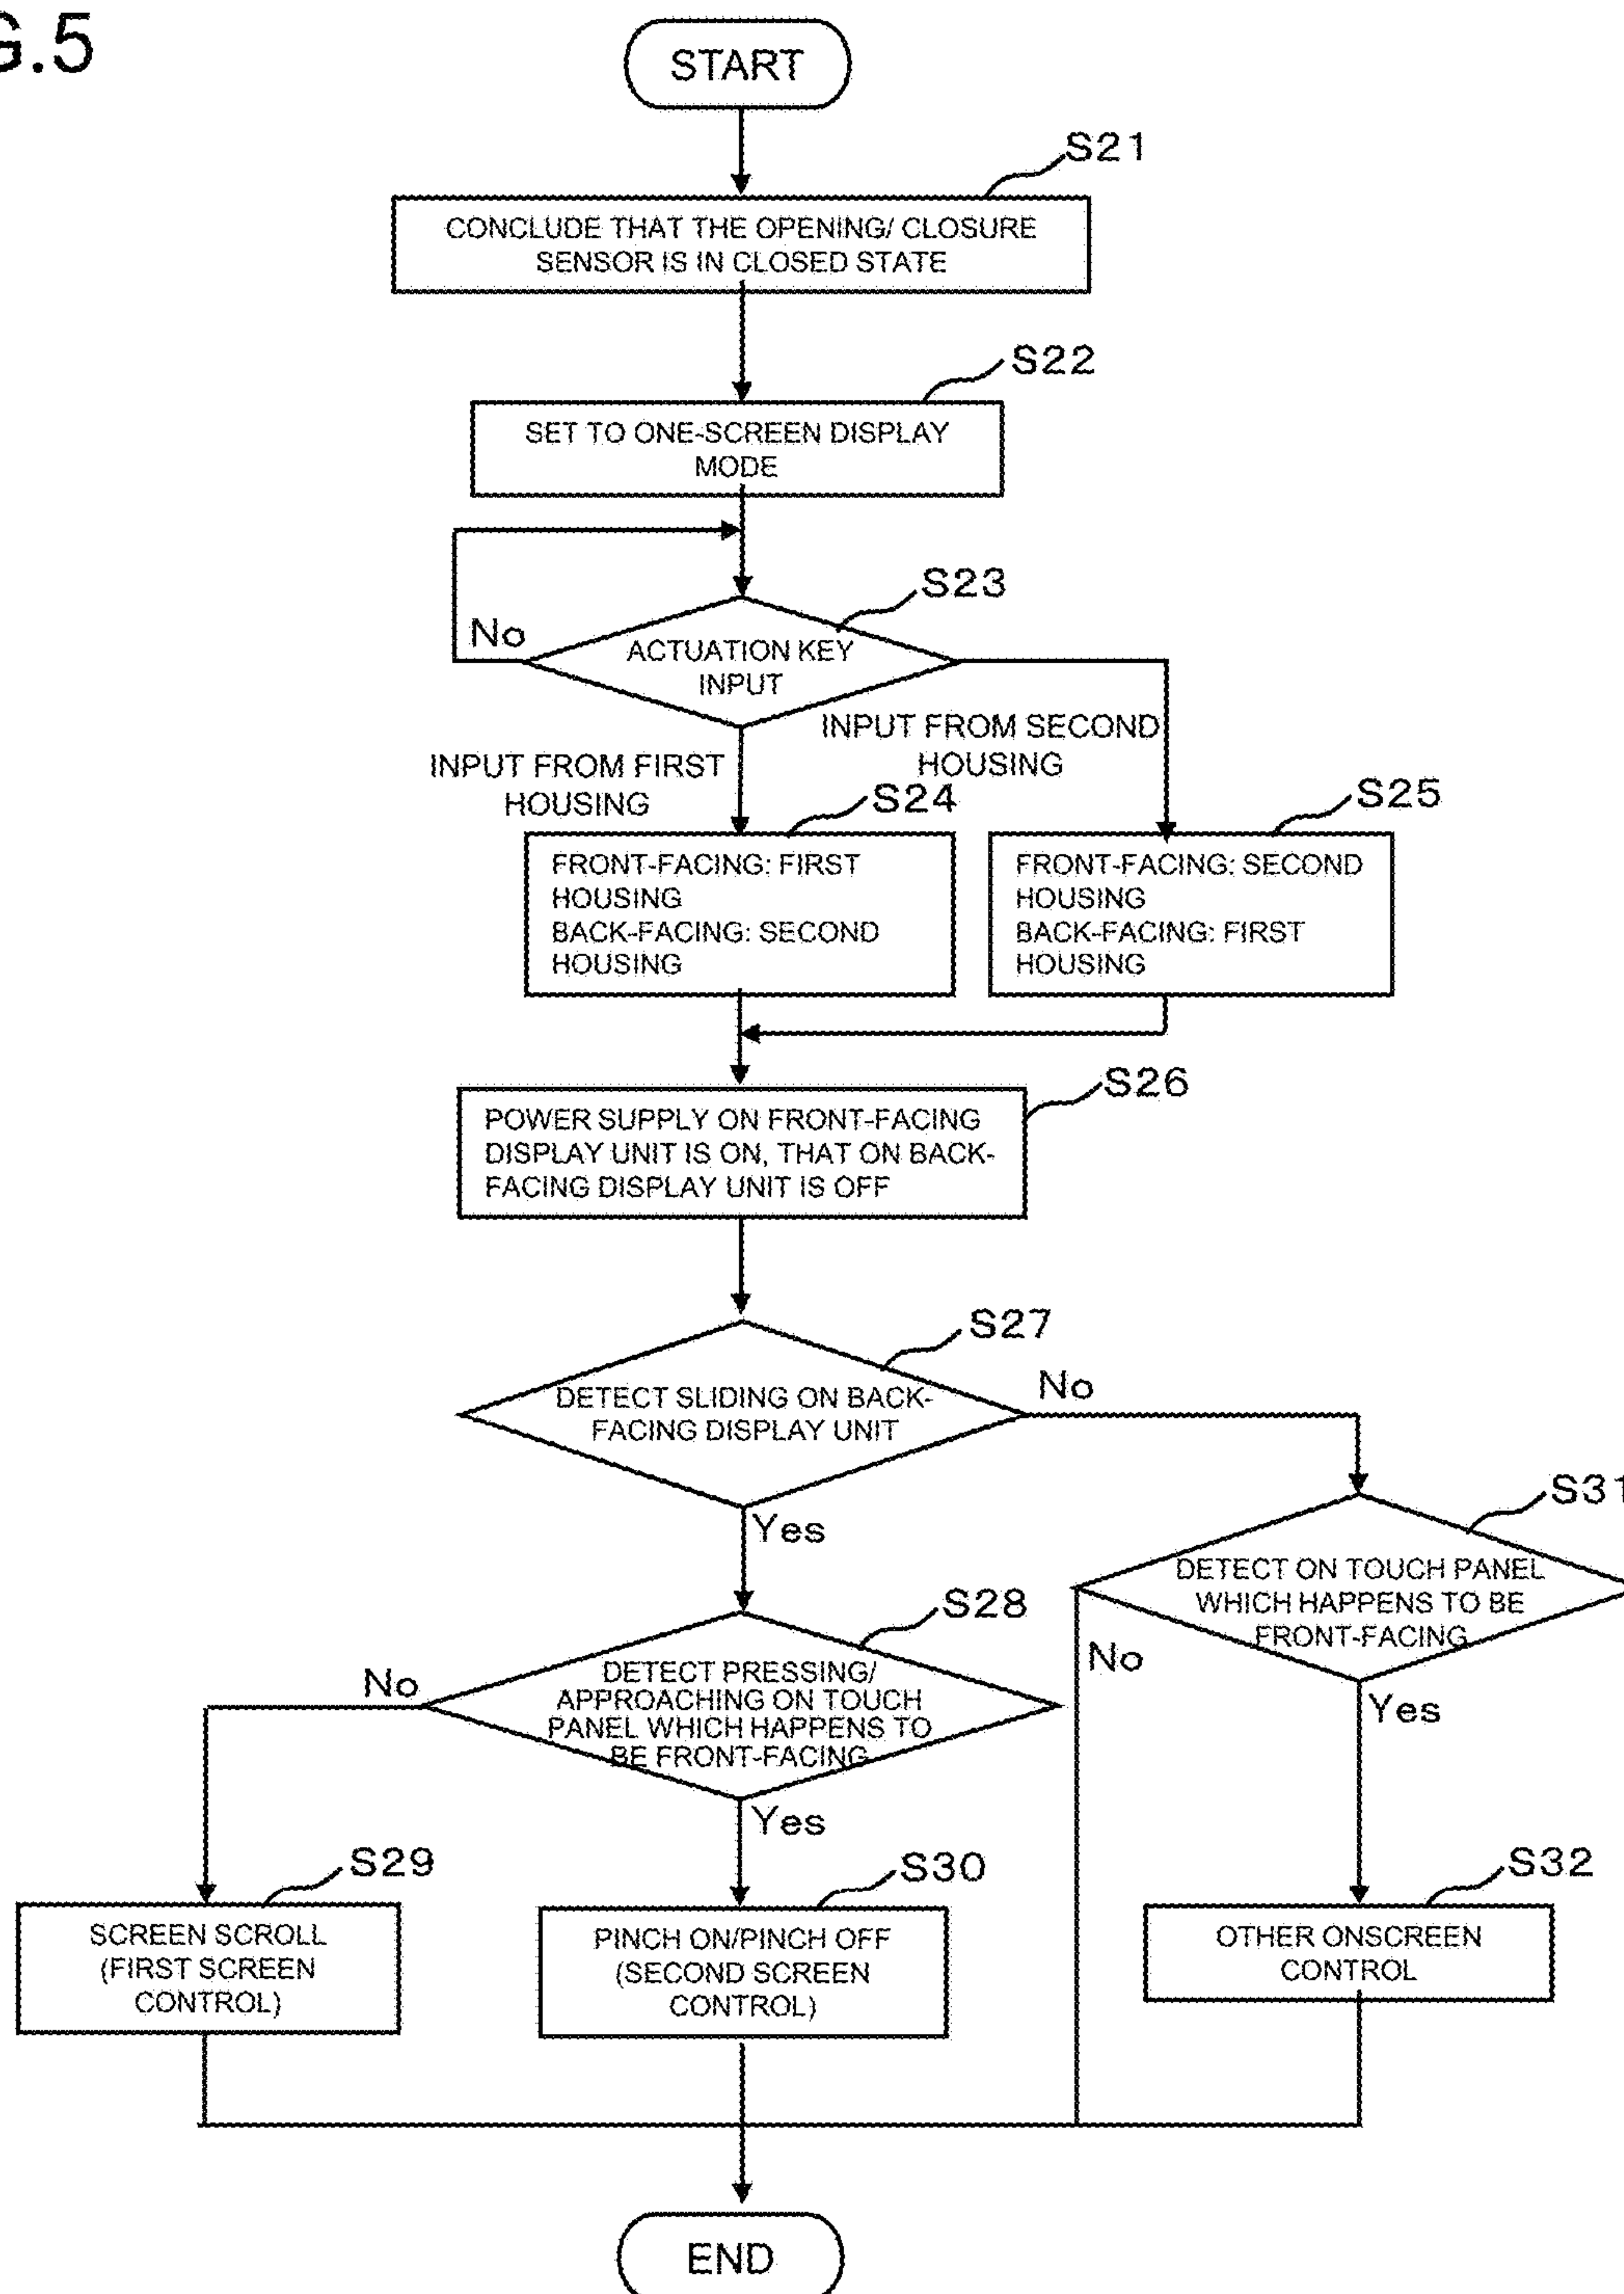 G.5
START
S21
CONCLUDE THAT THE OPENING/ CLOSURE
SENSOR IS IN CLOSED STATE
S22
SET TO ONE-SCREEN DISPLAY
MODE
S23
No
ACTUATION KEY
INPUT
INPUT FROM FIRST
HOUSING
INPUT FROM SECOND
HOUSING
S24
FRONT-FACING: FIRST
HOUSING
BACK-FACING: SECOND
HOUSING
S25
FRONT-FACING: SECOND
HOUSING
BACK-FACING: FIRST
HOUSING
S26
POWER SUPPLY ON FRONT-FACING
DISPLAY UNIT IS ON, THAT ON BACK-
FACING DISPLAY UNIT IS OFF
S27
DETECT SLIDING ON BACK-
FACING DISPLAY UNIT
No
Yes
S31
DETECT ON TOUCH PANEL
WHICH HAPPENS TO BE
FRONT-FACING
No
Yes
S28
DETECT PRESSING/
APPROACHING ON TOUCH
PANEL WHICH HAPPENS TO
BE FRONT-FACING
No
Yes
S29
SCREEN SCROLL
(FIRST SCREEN
CONTROL)
S30
PINCH ON/PINCH OFF
(SECOND SCREEN
CONTROL)
S32
OTHER ONSCREEN
CONTROL
END